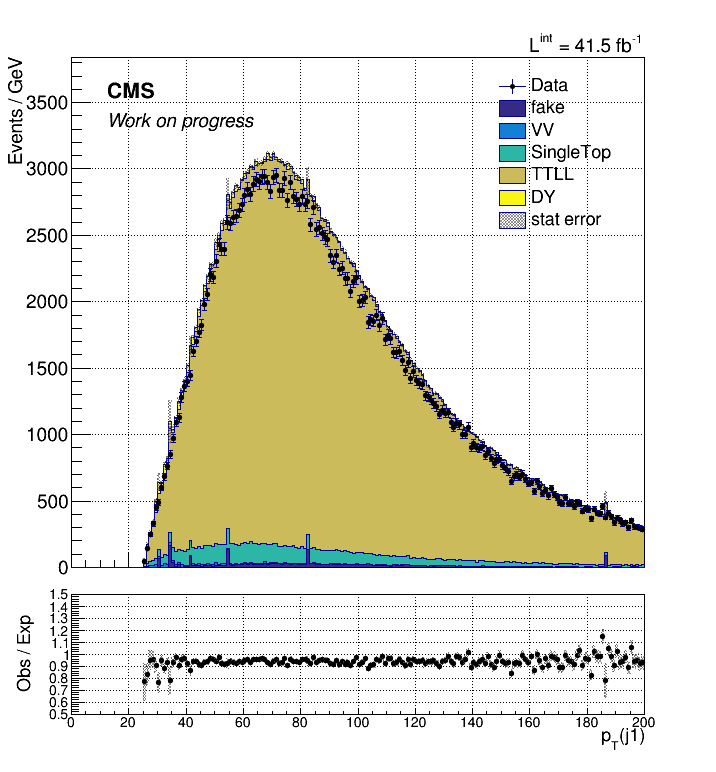 L^int = 41.5 fb^-1
Events / GeV
CMS
Work on progress
Data
fake
VV
SingleTop
TTLL
DY
stat error
3500
3000
2500
2000
1500
1000
500
0
Obs / Exp
1.5
1.4
1.3
1.2
1.1
1
0.9
0.8
0.7
0.6
0.5
0 20 40 60 80 100 120 140 160 180 200
p_T(j1)